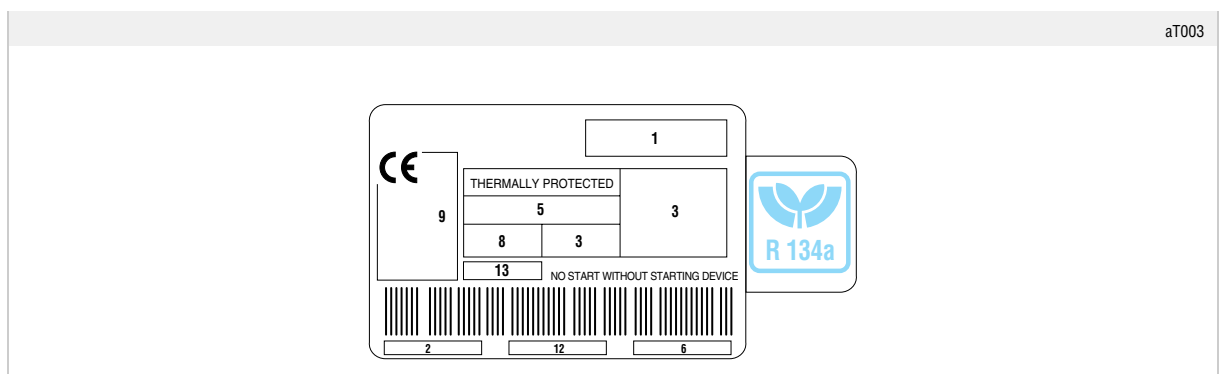 aT003
1
CE
THERMALLY PROTECTED
9
5
3
8
3
R 134a
13
NO START WITHOUT STARTING DEVICE
2
12
6